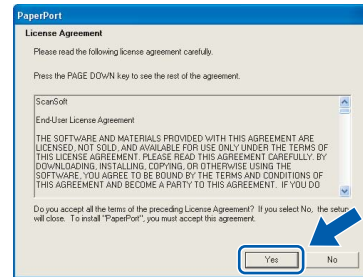 PaperPort
License Agreement
Please read the following license agreement carefully.
Press the PAGE DOWN key to see the rest of the agreement.
ScanSoft
End-User License Agreement
THE SOFTWARE AND MATERIALS PROVIDED WITH THIS AGREEMENT ARE
LICENSED, NOT SOLD, AND AVAILABLE FOR USE ONLY UNDER THE TERMS OF
THIS LICENSE AGREEMENT. PLEASE READ THIS AGREEMENT CAREFULLY. BY
DOWNLOADING, INSTALLING, COPYING, OR OTHERWISE USING THE
SOFTWARE, YOU AGREE TO BE BOUND BY THE TERMS AND CONDITIONS OF
THIS AGREEMENT AND BECOME A PARTY TO THIS AGREEMENT. IF YOU DO
Do you accept all the terms of the preceding License Agreement? If you select No, the setup
will close. To install "PaperPort", you must accept this agreement.
Yes
No